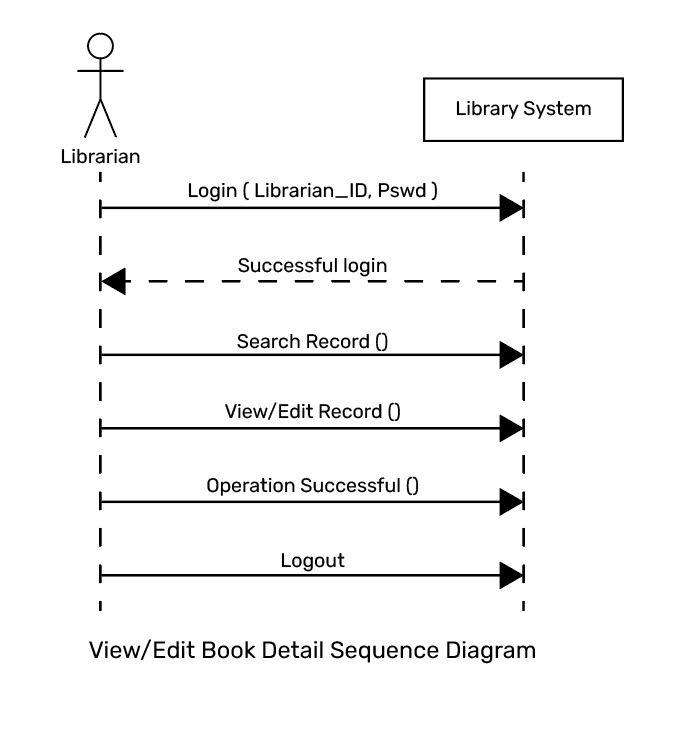 Librarian
Library System
Login ( Librarian_ID, Pswd )
Successful login
Search Record ()
View/Edit Record ()
Operation Successful ()
Logout
View/Edit Book Detail Sequence Diagram